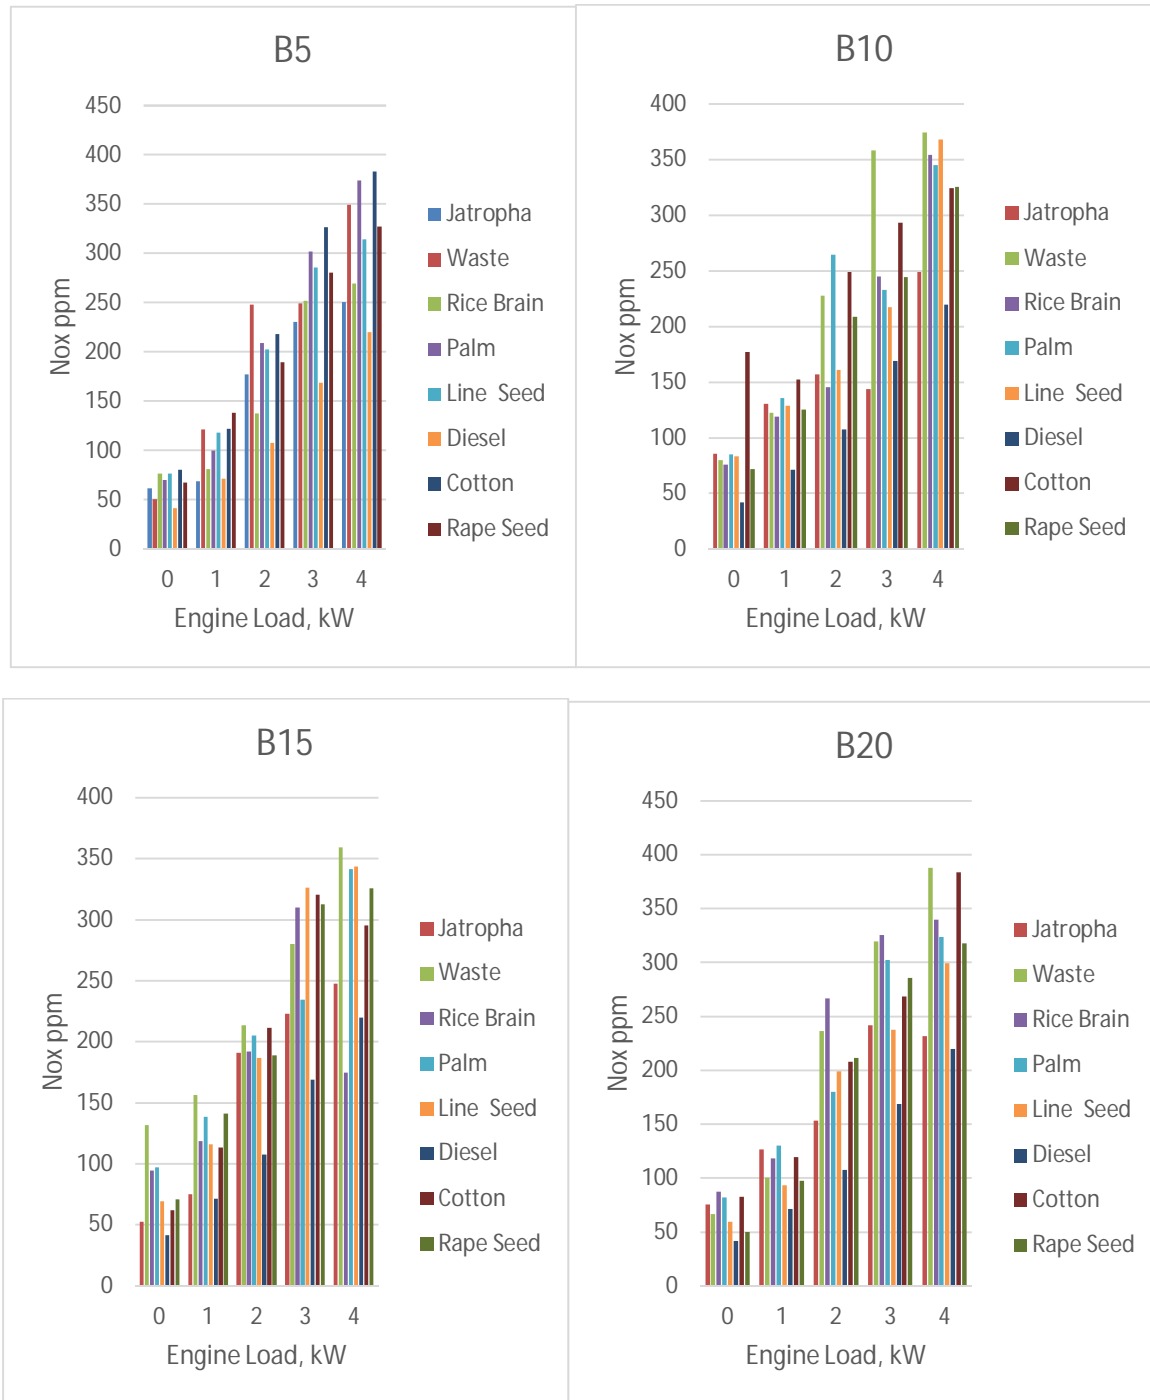 B5
450
400
350
300
250
200
150
100
50
0
Nox ppm
0 1 2 3 4
Engine Load, kW
Jatropha
Waste
Rice Brain
Palm
Line Seed
Diesel
Cotton
Rape Seed
B10
400
350
300
250
200
150
100
50
0
Nox ppm
0 1 2 3 4
Engine Load, kW
Jatropha
Waste
Rice Brain
Palm
Line Seed
Diesel
Cotton
Rape Seed
B15
400
350
300
250
200
150
100
50
0
Nox ppm
0 1 2 3 4
Engine Load, kW
Jatropha
Waste
Rice Brain
Palm
Line Seed
Diesel
Cotton
Rape Seed
B20
450
400
350
300
250
200
150
100
50
0
Nox ppm
0 1 2 3 4
Engine Load, kW
Jatropha
Waste
Rice Brain
Palm
Line Seed
Diesel
Cotton
Rape Seed